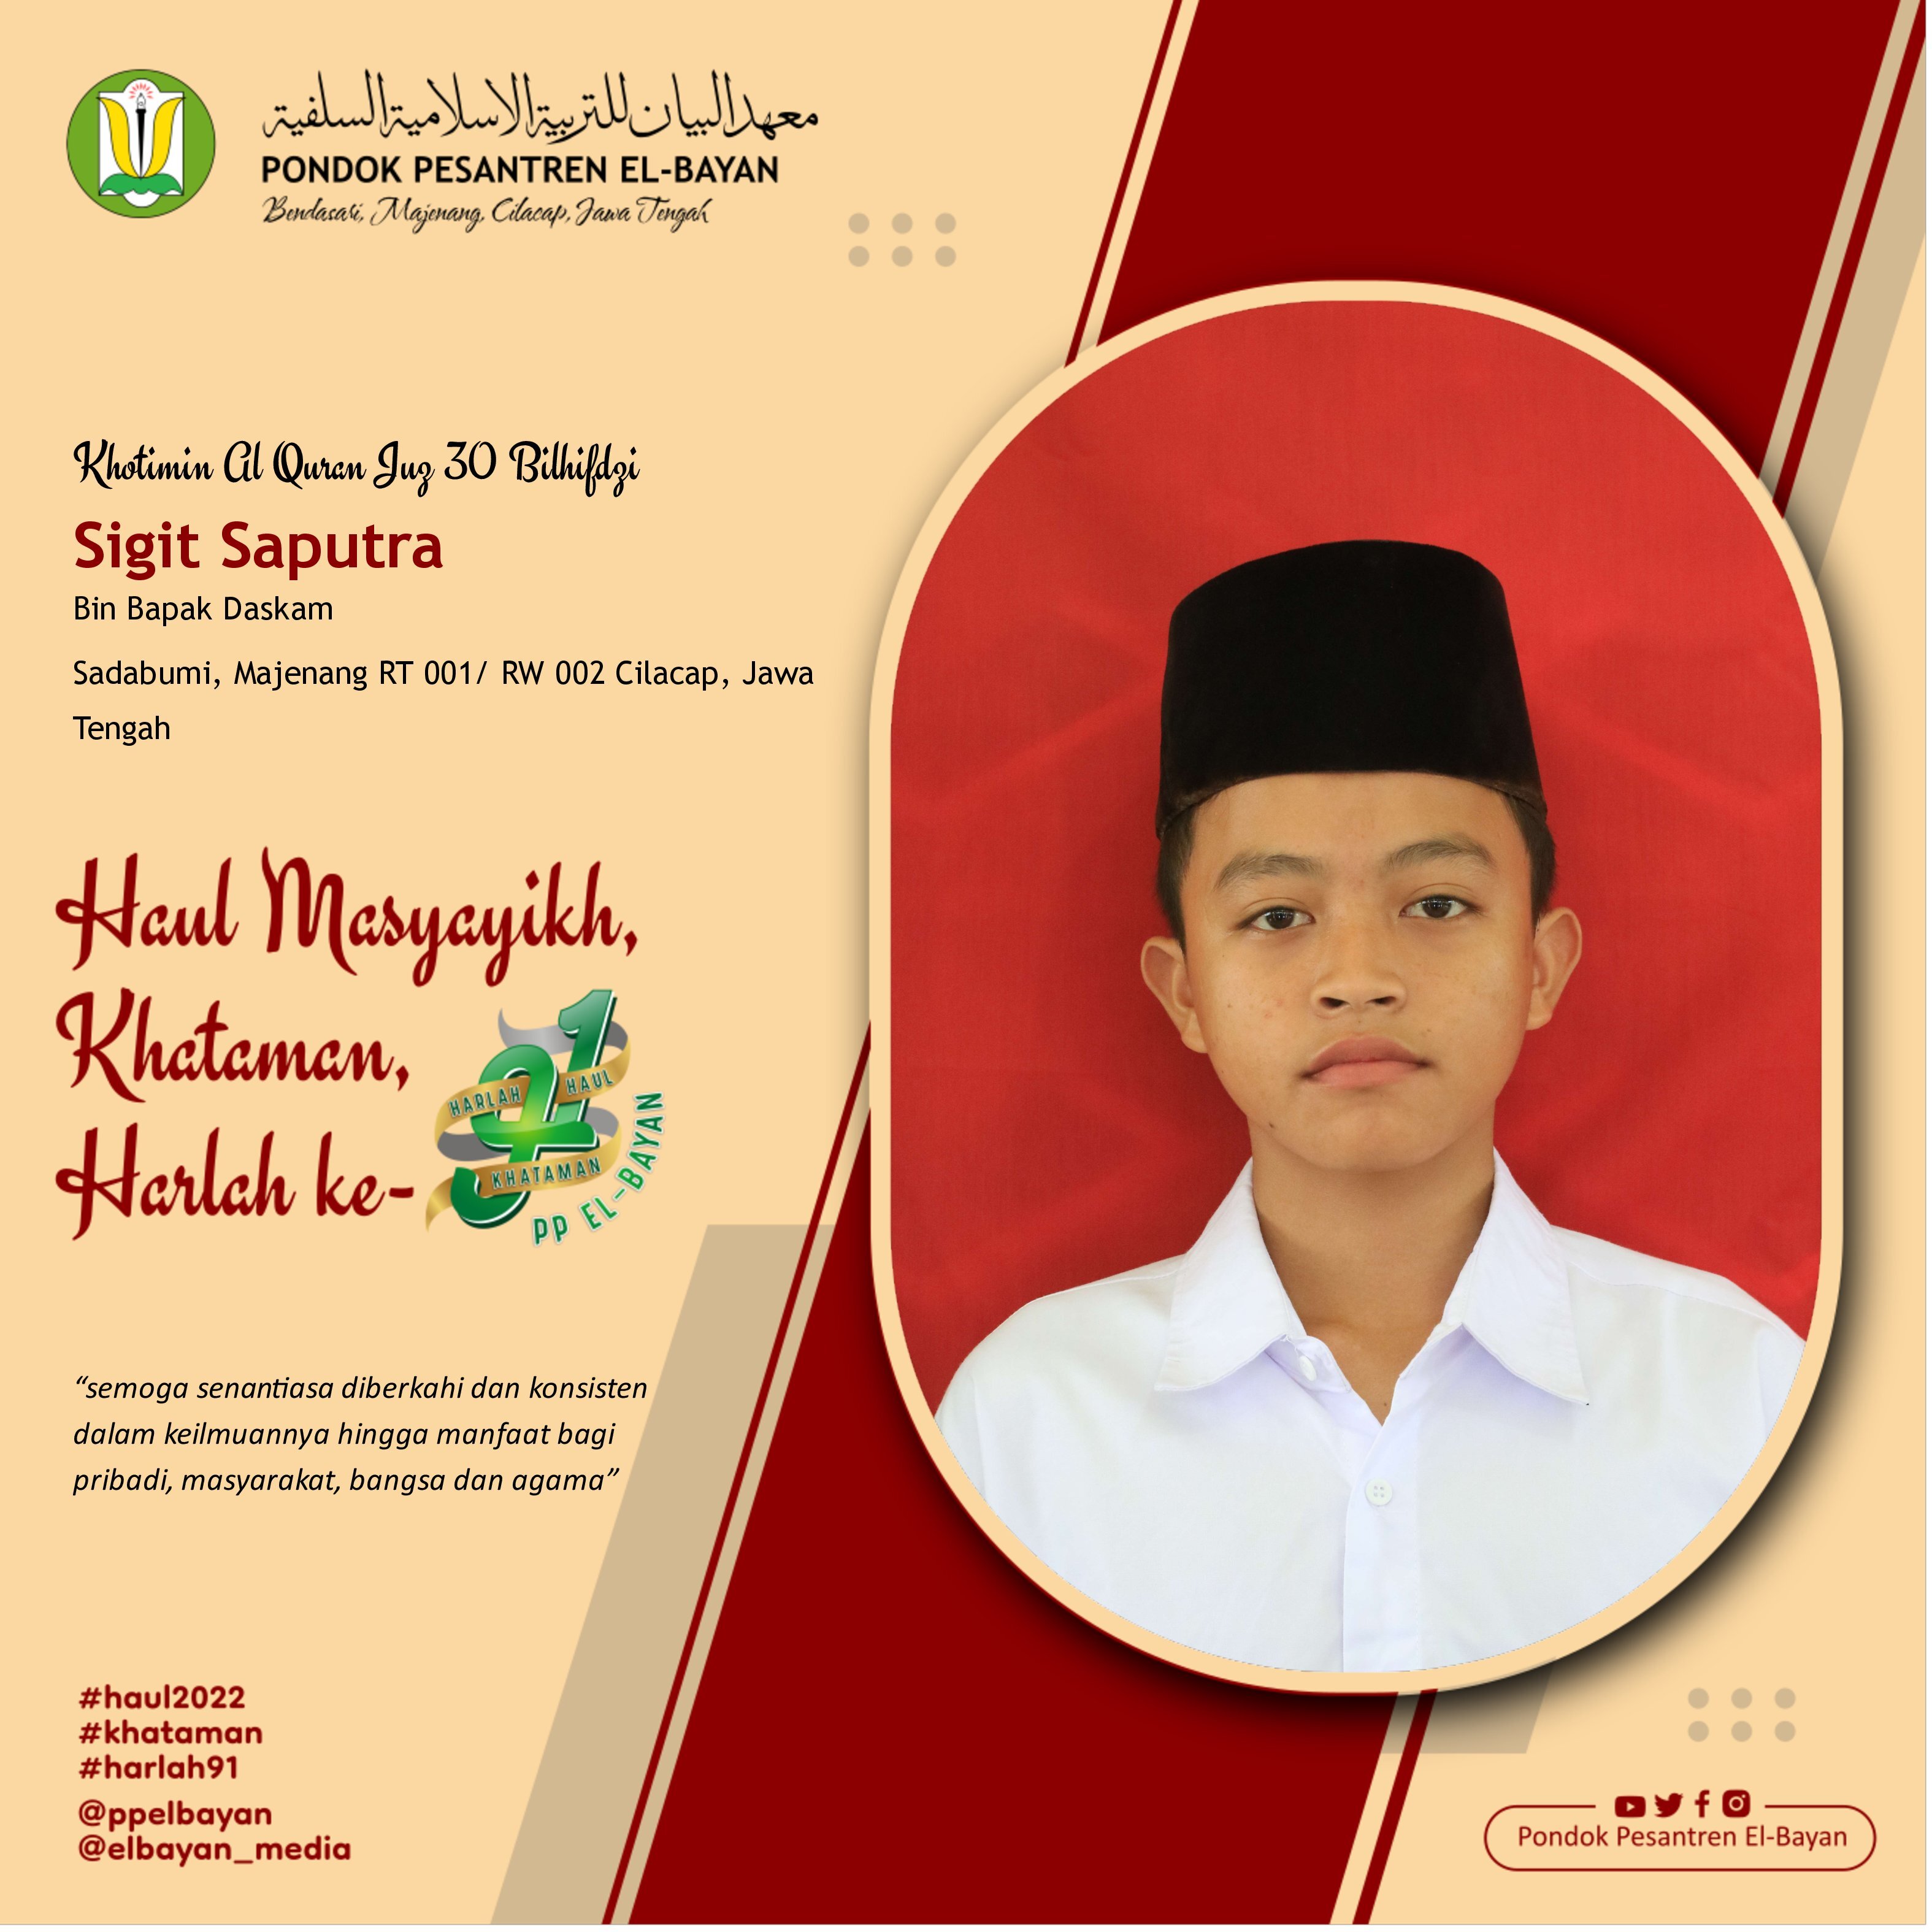 معهد البيان للتربية الاسلامية السلفية
PONDOK PESANTREN EL-BAYAN
Bendasari, Majenang, Cilacap, Jawa Tengah
Khotimin Al Quran Juz 30 Bilhifdzi
Sigit Saputra
Bin Bapak Daskam
Sadabumi, Majenang RT 001/ RW 002 Cilacap, Jawa
Tengah
Haul Masyayikh,
Khataman,
Harlah ke-
91
HARLAH HAUL
KHATAMAN
PP EL-BAYAN
“semoga senantiasa diberkahi dan konsisten
dalam keilmuannya hingga manfaat bagi
pribadi, masyarakat, bangsa dan agama”
#haul2022
#khataman
#harlah91
@ppelbayan
@elbayan_media
Pondok Pesantren El-Bayan